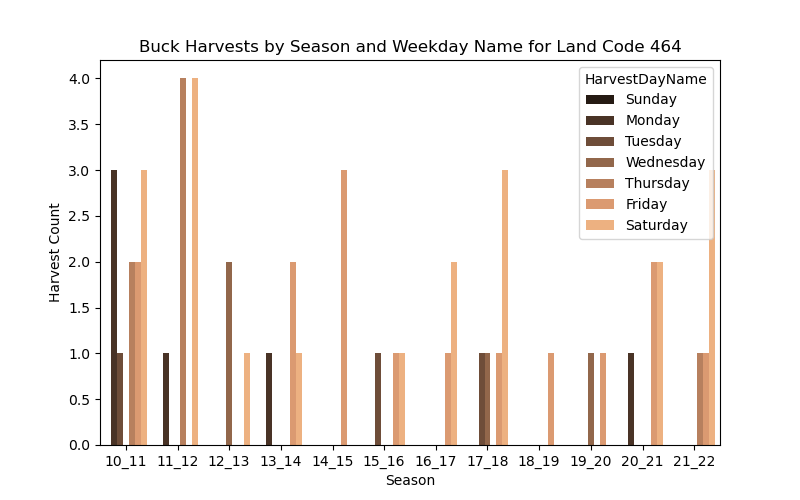 Buck Harvests by Season and Weekday Name for Land Code 464
HarvestDayName
Sunday
Monday
Tuesday
Wednesday
Thursday
Friday
Saturday
Harvest Count
4.0
3.5
3.0
2.5
2.0
1.5
1.0
0.5
0.0
10_11 11_12 12_13 13_14 14_15 15_16 16_17 17_18 18_19 19_20 20_21 21_22
Season